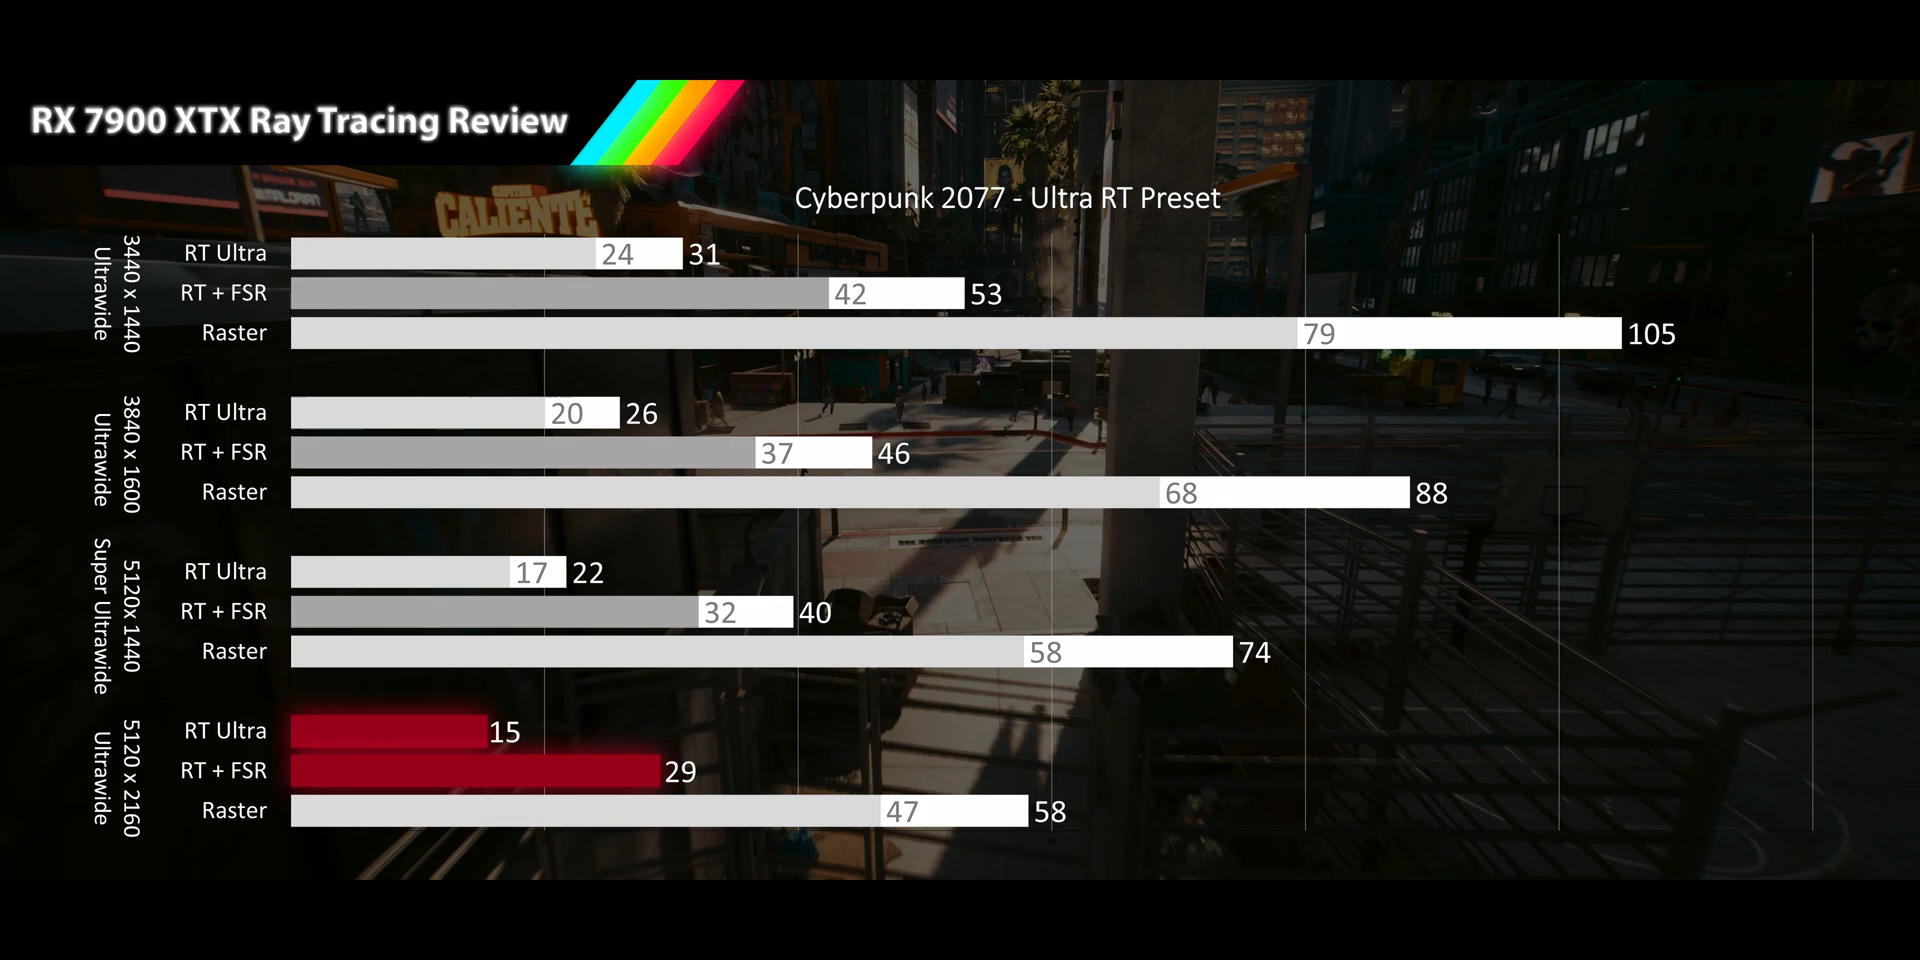 RX 7900 XTX Ray Tracing Review
CALIENTE
Cyberpunk 2077 - Ultra RT Preset
3440 x 1440
Ultrawide
RT Ultra 24 31
RT + FSR 42 53
Raster 79 105
3840 x 1600
Ultrawide
RT Ultra 20 26
RT + FSR 37 46
Raster 68 88
5120x 1440
Super Ultrawide
RT Ultra 17 22
RT + FSR 32 40
Raster 58 74
5120 x 2160
Ultrawide
RT Ultra 15
RT + FSR 29
Raster 47 58